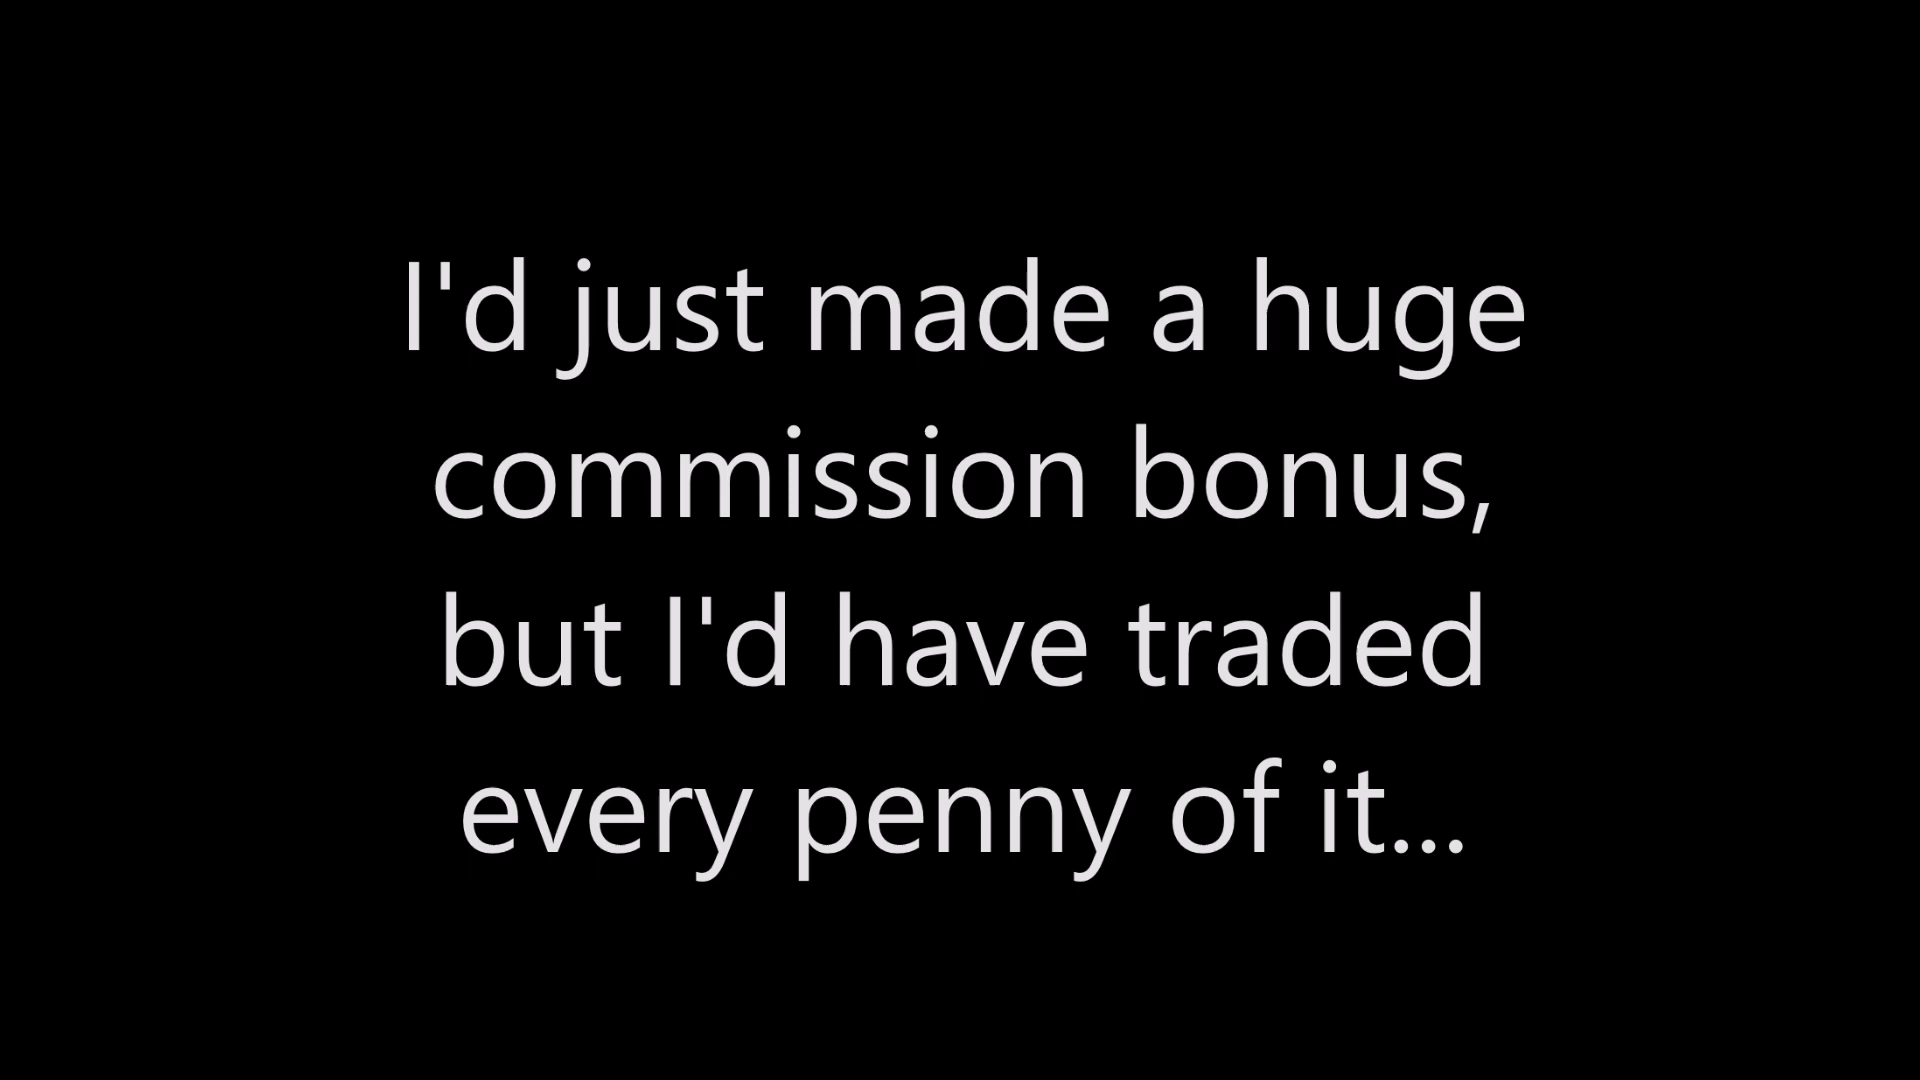 I'd just made a huge
commission bonus,
but I'd have traded
every penny of it...